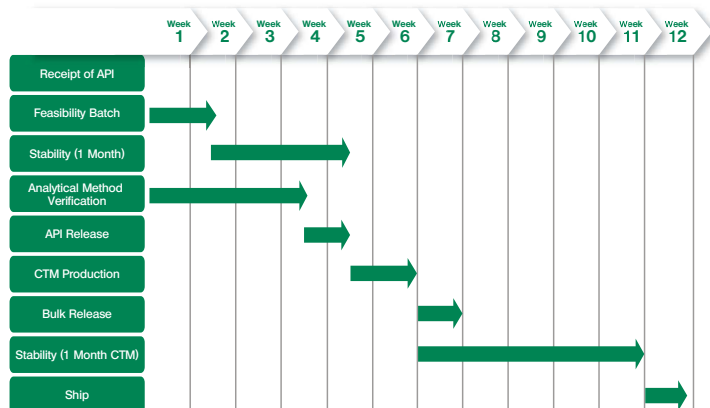 Week Week Week Week Week Week Week Week Week Week Week Week
1 2 3 4 5 6 7 8 9 10 11 12
Receipt of API
Feasibility Batch
Stability (1 Month)
Analytical Method
Verification
API Release
CTM Production
Bulk Release
Stability (1 Month CTM)
Ship